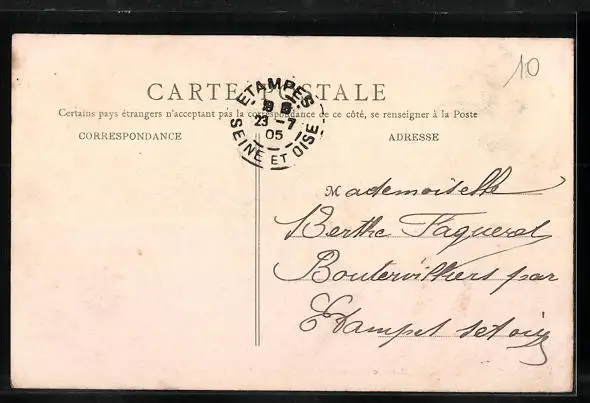 10
CARTE POSTALE
Certains pays étrangers n'acceptant pas la correspondance de ce côté, se renseigner à la Poste
ETAMPES
23 -7
05
SEINE ET OISE
CORRESPONDANCE
ADRESSE
Mademoiselle
Berthe Faqueret
Boutervilliers par
Etampes Set oise